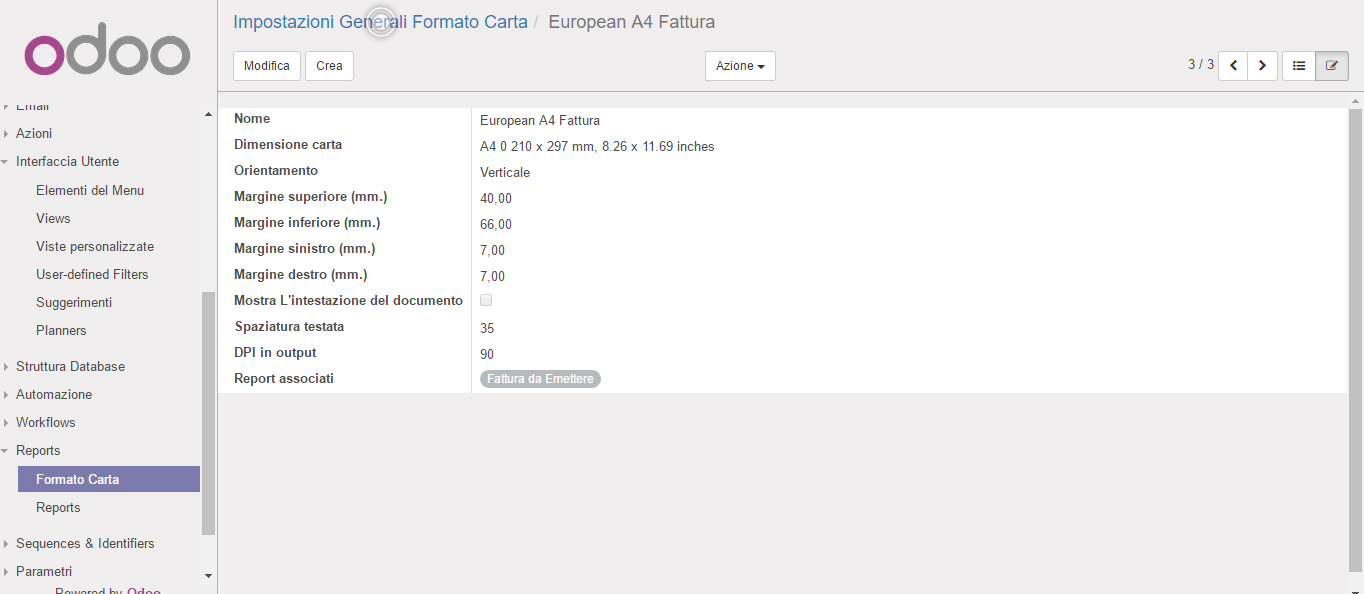 odoo
Email
Azioni
Interfaccia Utente
Elementi del Menu
Views
Viste personalizzate
User-defined Filters
Suggerimenti
Planners
Struttura Database
Automazione
Workflows
Reports
Formato Carta
Reports
Sequences & Identifiers
Parametri
Powered by Odoo
Impostazioni Generali Formato Carta / European A4 Fattura
Modifica Crea Azione 3 / 3
Nome European A4 Fattura
Dimensione carta A4 0 210 x 297 mm, 8.26 x 11.69 inches
Orientamento Verticale
Margine superiore (mm.) 40,00
Margine inferiore (mm.) 66,00
Margine sinistro (mm.) 7,00
Margine destro (mm.) 7,00
Mostra L'intestazione del documento
Spaziatura testata 35
DPI in output 90
Report associati Fattura da Emettere